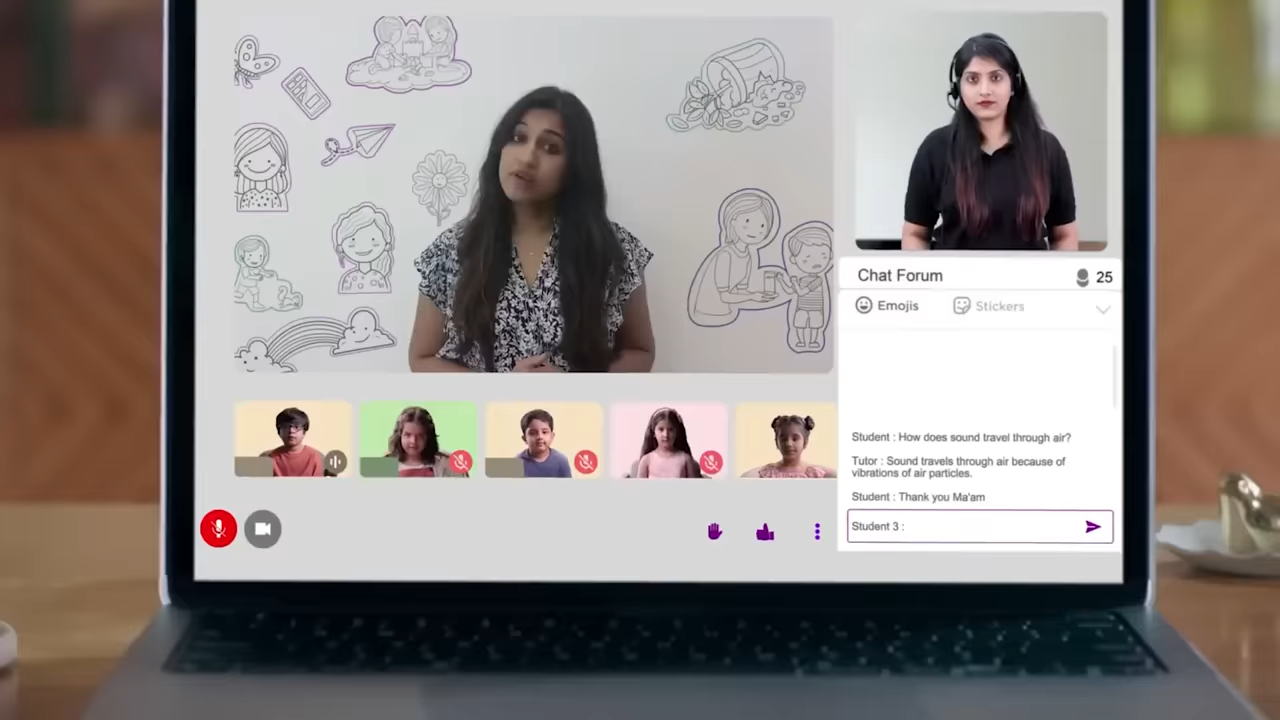 Chat Forum
25
Emojis
Stickers
Student : How does sound travel through air?
Tutor : Sound travels through air because of
vibrations of air particles.
Student : Thank you Ma'am
Student 3 :